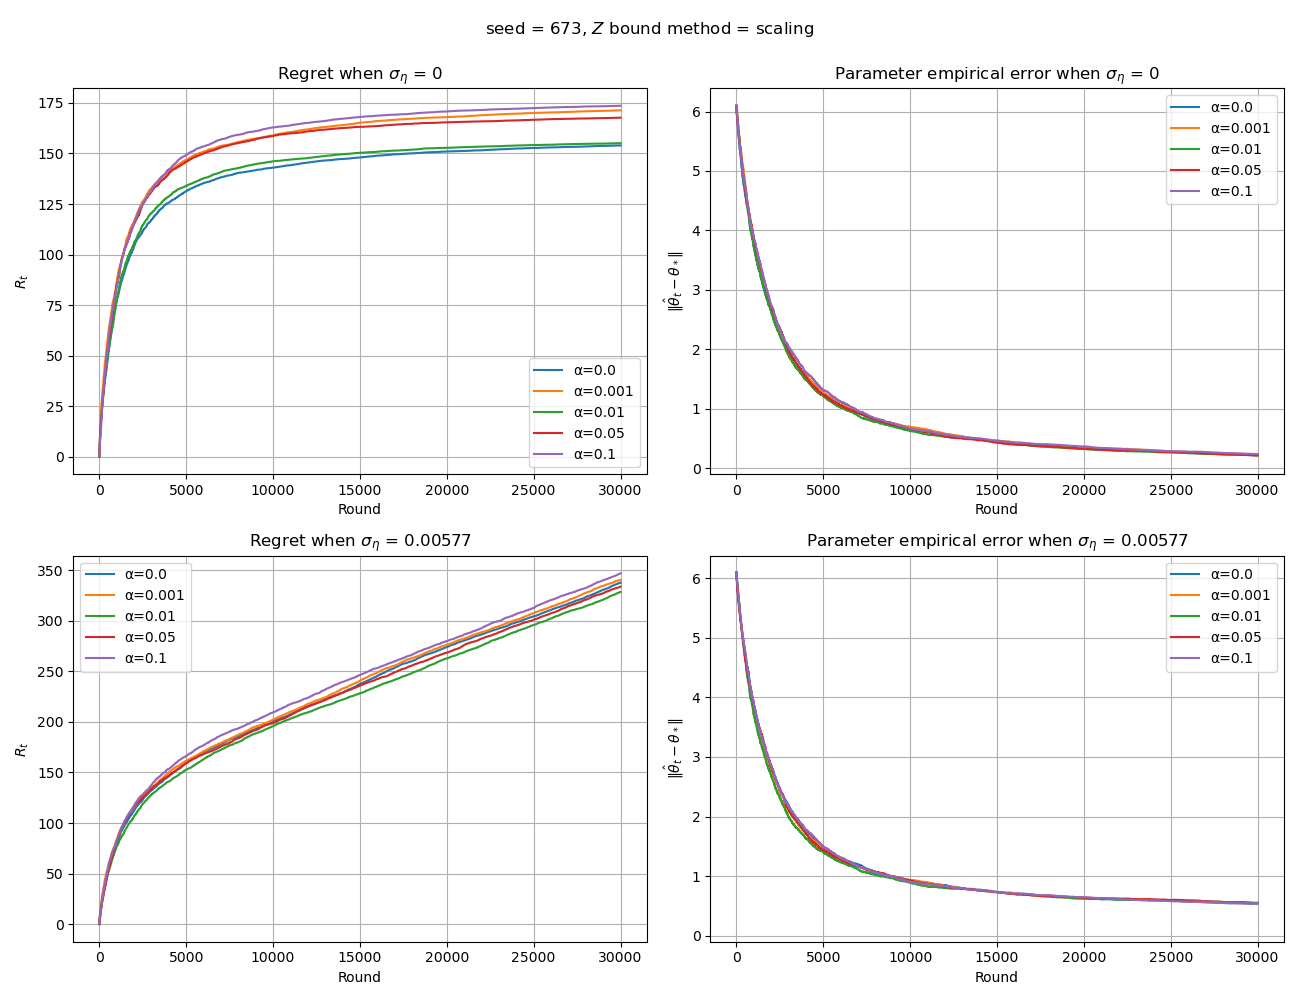 seed = 673, Z bound method = scaling
Regret when σ_η = 0
175
150
125
100
75
50
25
0
R_t
0 5000 10000 15000 20000 25000 30000
Round
α=0.0
α=0.001
α=0.01
α=0.05
α=0.1
Parameter empirical error when σ_η = 0
6
5
4
3
2
1
0
‖θ̂_t − θ_*‖
0 5000 10000 15000 20000 25000 30000
Round
α=0.0
α=0.001
α=0.01
α=0.05
α=0.1
Regret when σ_η = 0.00577
350
300
250
200
150
100
50
0
R_t
0 5000 10000 15000 20000 25000 30000
Round
α=0.0
α=0.001
α=0.01
α=0.05
α=0.1
Parameter empirical error when σ_η = 0.00577
6
5
4
3
2
1
0
‖θ̂_t − θ_*‖
0 5000 10000 15000 20000 25000 30000
Round
α=0.0
α=0.001
α=0.01
α=0.05
α=0.1